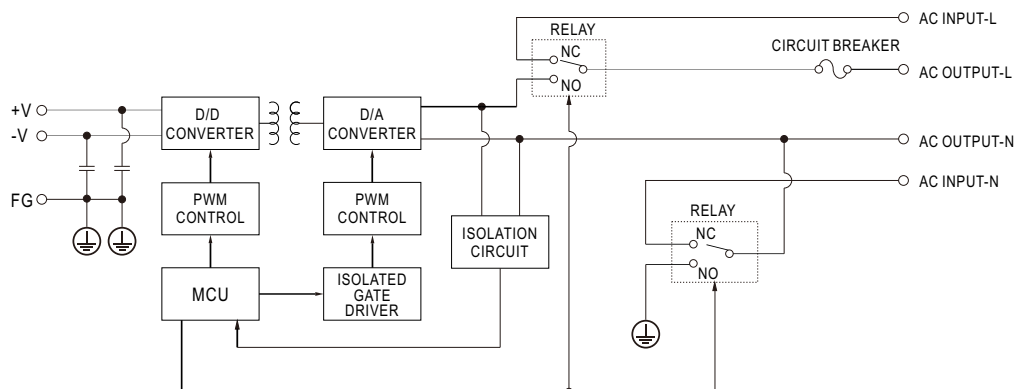 AC INPUT-L
RELAY
NC
NO
CIRCUIT BREAKER
AC OUTPUT-L
+V
-V
FG
D/D
CONVERTER
D/A
CONVERTER
AC OUTPUT-N
AC INPUT-N
PWM
CONTROL
PWM
CONTROL
ISOLATION
CIRCUIT
RELAY
NC
NO
MCU
ISOLATED
GATE
DRIVER